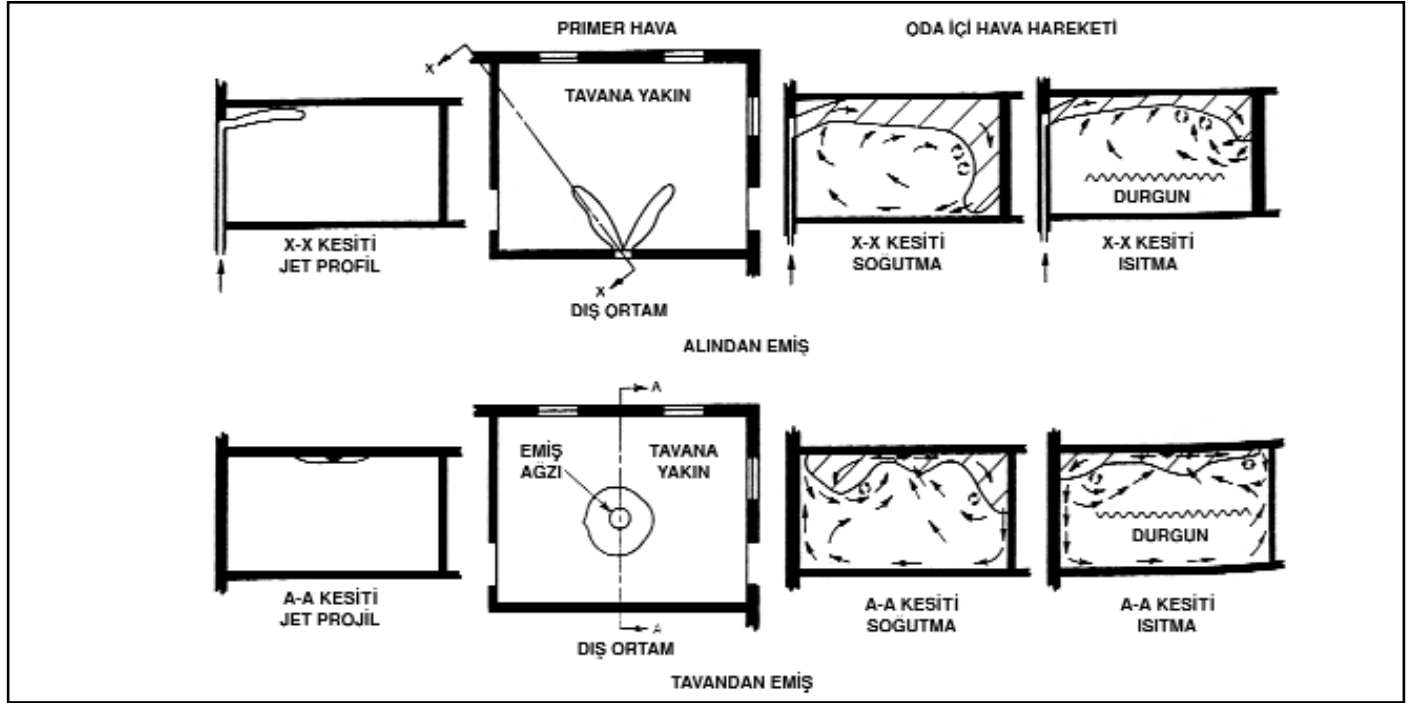 PRIMER HAVA
ODA İÇİ HAVA HAREKETİ
X
TAVANA YAKIN
DURGUN
X-X KESİTİ
JET PROFİL
X
DIŞ ORTAM
X-X KESİTİ
SOĞUTMA
X-X KESİTİ
ISITMA
ALINDAN EMİŞ
A
EMİŞ
AĞZI
TAVANA
YAKIN
DURGUN
A-A KESİTİ
JET PROJİL
A
DIŞ ORTAM
A-A KESİTİ
SOĞUTMA
A-A KESİTİ
ISITMA
TAVANDAN EMİŞ